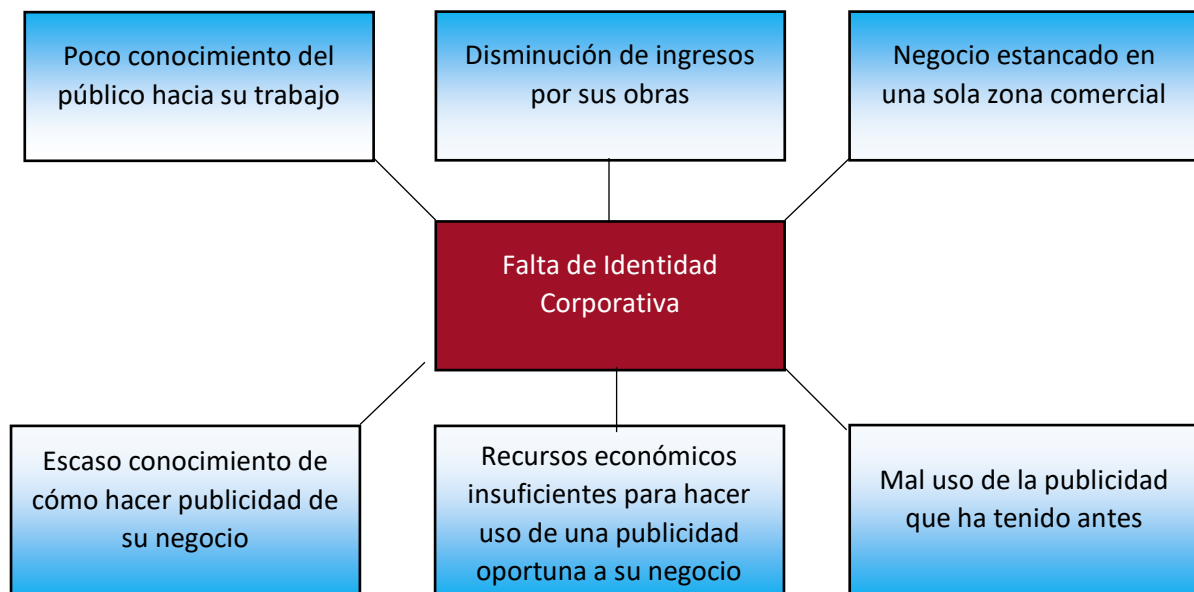 Poco conocimiento del
público hacia su trabajo
Disminución de ingresos
por sus obras
Negocio estancado en
una sola zona comercial
Falta de Identidad
Corporativa
Escaso conocimiento de
cómo hacer publicidad de
su negocio
Recursos económicos
insuficientes para hacer
uso de una publicidad
oportuna a su negocio
Mal uso de la publicidad
que ha tenido antes